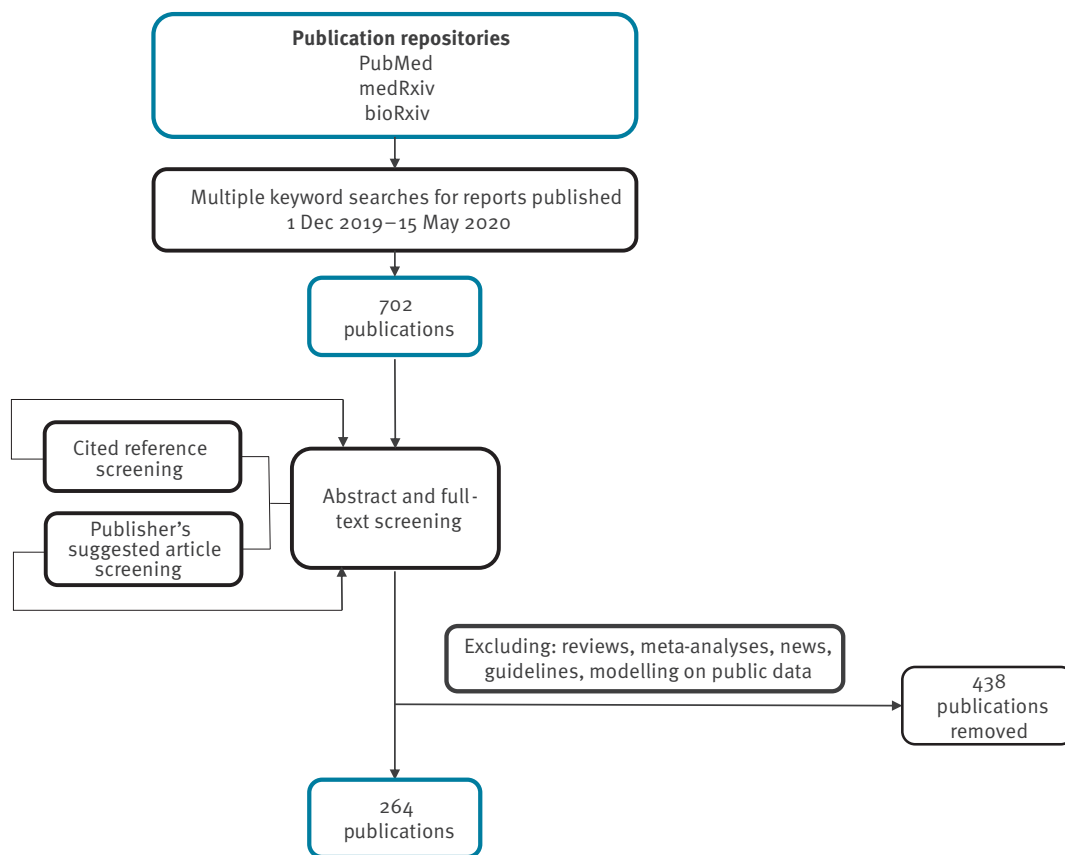 Publication repositories
PubMed
medRxiv
bioRxiv
Multiple keyword searches for reports published
1 Dec 2019–15 May 2020
702
publications
Cited reference
screening
Publisher's
suggested article
screening
Abstract and full-
text screening
Excluding: reviews, meta-analyses, news,
guidelines, modelling on public data
438
publications
removed
264
publications